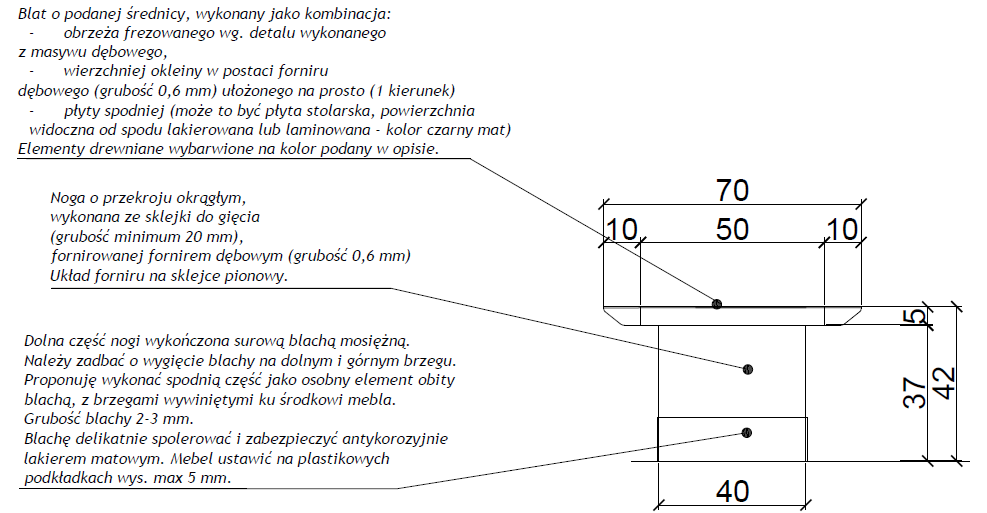 Blat o podanej średnicy, wykonany jako kombinacja:
- obrzeża frezowanego wg. detalu wykonanego
z masywu dębowego,
- wierzchniej okleiny w postaci forniru
dębowego (grubość 0,6 mm) ułożonego na prosto (1 kierunek)
- płyty spodniej (może to być płyta stolarska, powierzchnia
widoczna od spodu lakierowana lub laminowana - kolor czarny mat)
Elementy drewniane wybarwione na kolor podany w opisie.
Noga o przekroju okrągłym,
wykonana ze sklejki do gięcia
(grubość minimum 20 mm),
fornirowanej fornirem dębowym (grubość 0,6 mm)
Układ forniru na sklejce pionowy.
Dolna część nogi wykończona surową blachą mosiężną.
Należy zadbać o wygięcie blachy na dolnym i górnym brzegu.
Proponuję wykonać spodnią część jako osobny element obity
blachą, z brzegami wywiniętymi ku środkowi mebla.
Grubość blachy 2-3 mm.
Blachę delikatnie spolerować i zabezpieczyć antykorozyjnie
lakierem matowym. Mebel ustawić na plastikowych
podkładkach wys. max 5 mm.
70
10 50 10
5
37
42
40